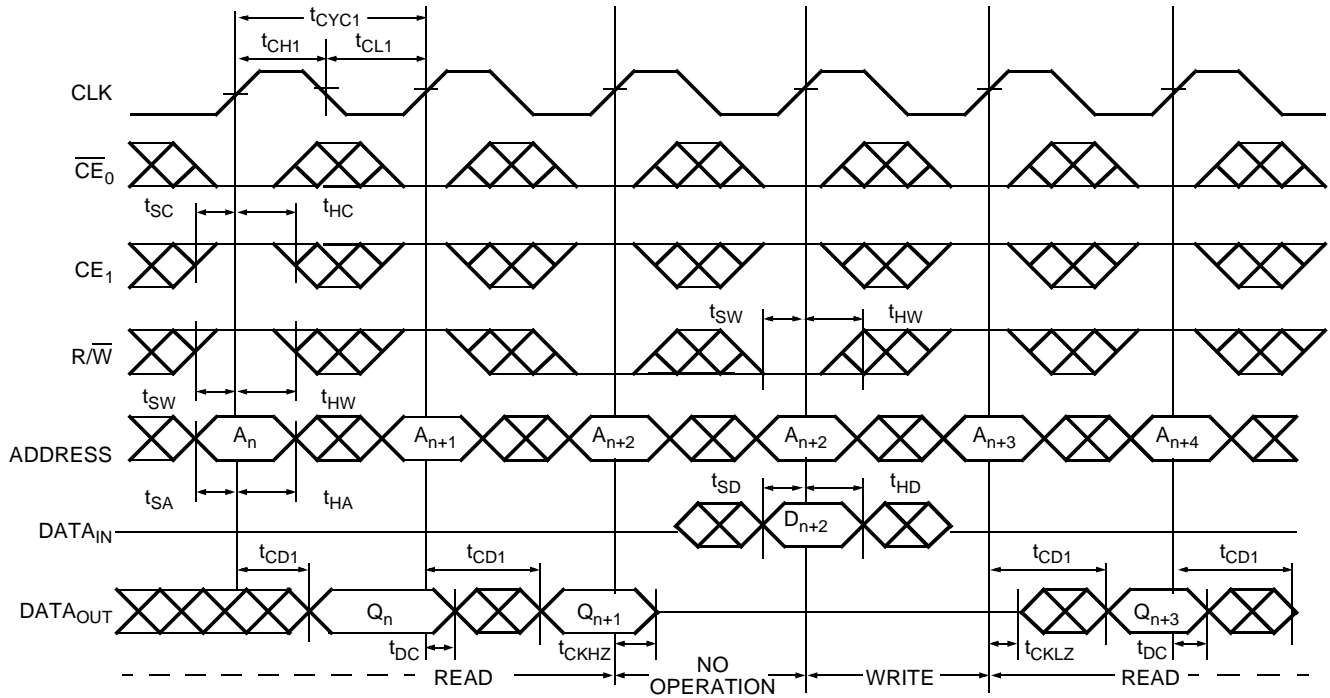 tCYC1
tCH1 tCL1
CLK
CE0
tSC tHC
CE1
tSW tHW
R/W
tSW tHW
An An+1 An+2 An+2 An+3 An+4
ADDRESS
tSA tHA tSD tHD
DATAIN Dn+2
tCD1 tCD1 tCD1 tCD1
DATAOUT Qn Qn+1 Qn+3
tDC tCKHZ tCKLZ tDC
READ NO OPERATION WRITE READ